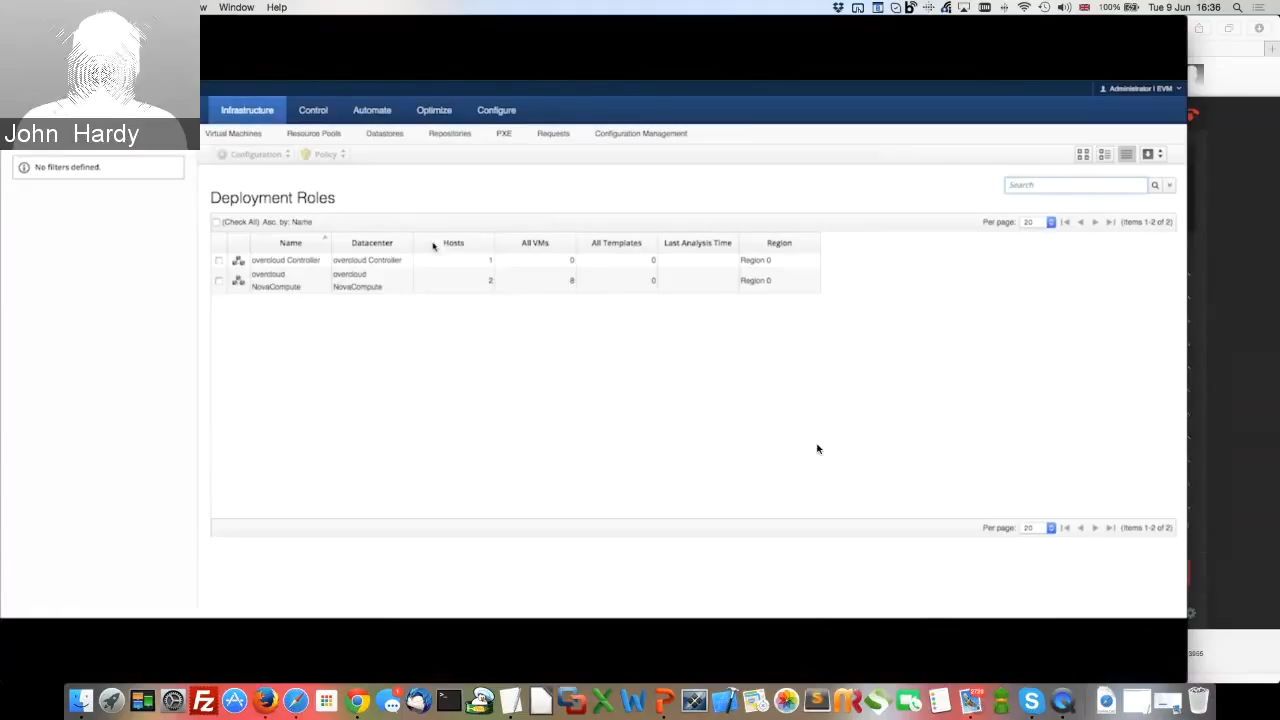 w Window Help 100% Tue 9 Jun 16:36
John Hardy
Administrator | EVM
Infrastructure Control Automate Optimize Configure
Virtual Machines Resource Pools Datastores Repositories PXE Requests Configuration Management
Configuration Policy
No filters defined.
Search
Deployment Roles
(Check All) Asc. by: Name Per page: 20 (Items 1-2 of 2)
Name Datacenter Hosts All VMs All Templates Last Analysis Time Region
overcloud Controller overcloud Controller 1 0 0 Region 0
overcloud overcloud
NovaCompute NovaCompute 2 8 0 Region 0
Per page: 20 (Items 1-2 of 2)